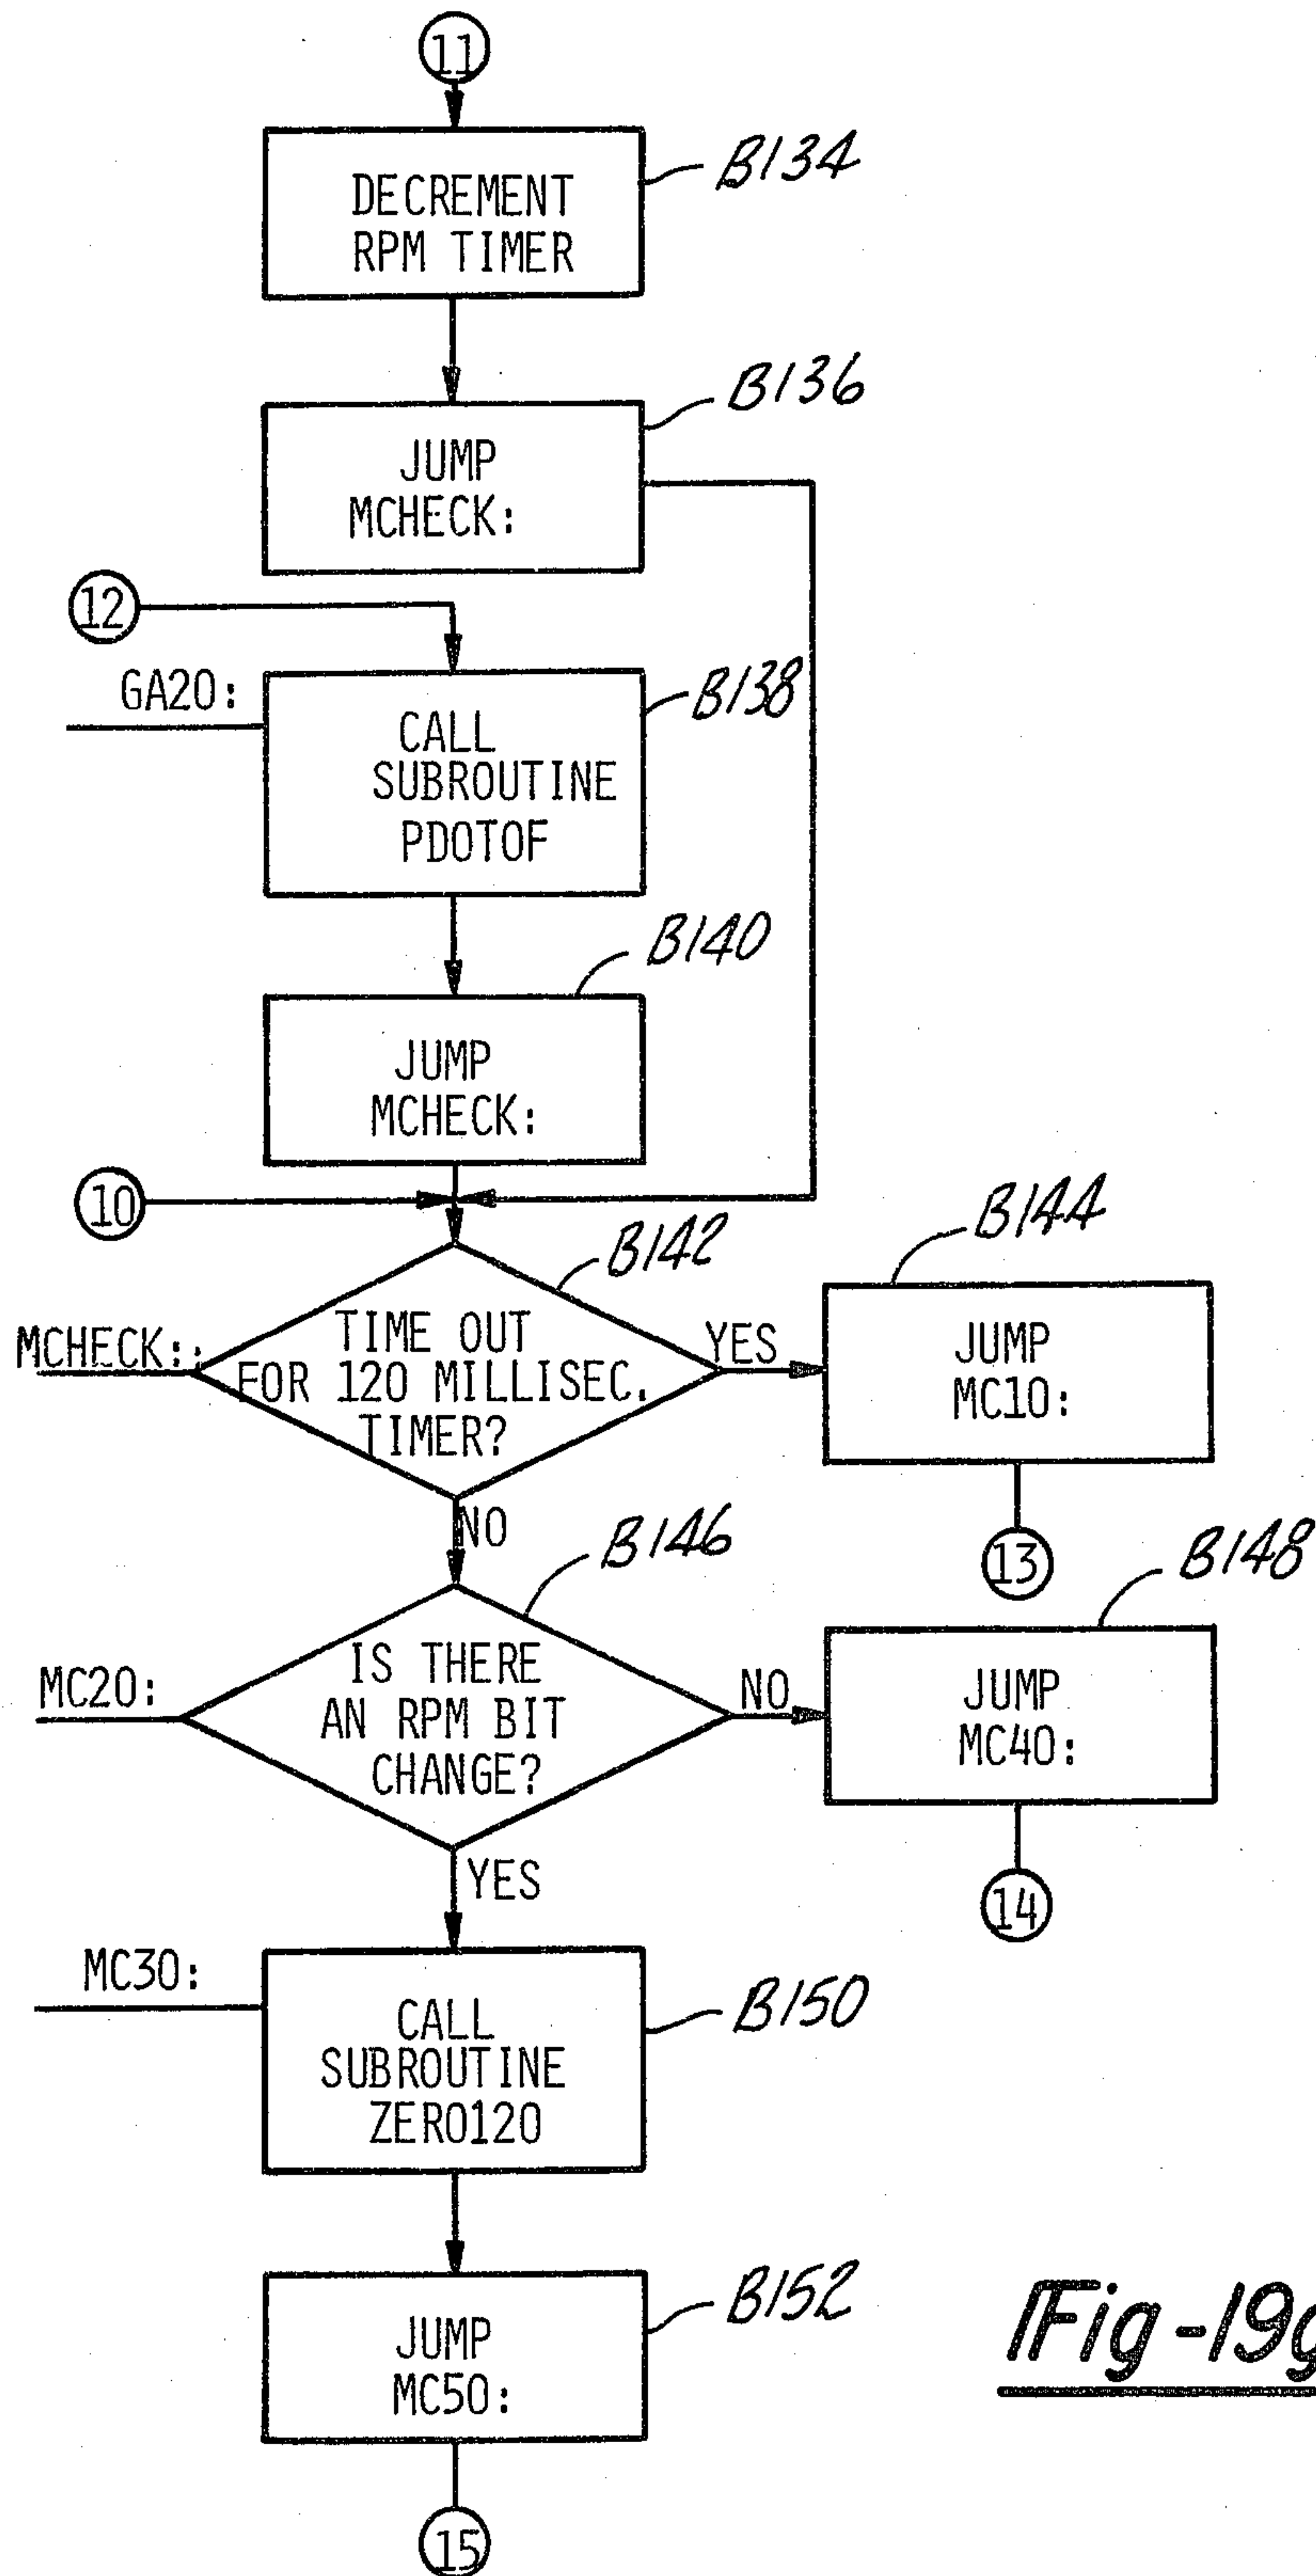 11
B134
DECREMENT
RPM TIMER
B136
JUMP
MCHECK:
12
GA20:
B138
CALL
SUBROUTINE
PDOTOF
B140
JUMP
MCHECK:
10
B142
B144
MCHECK:
TIME OUT
FOR 120 MILLISEC.
TIMER?
YES
JUMP
MC10:
NO
13
B146
B148
MC20:
IS THERE
AN RPM BIT
CHANGE?
NO
JUMP
MC40:
YES
14
MC30:
B150
CALL
SUBROUTINE
ZERO120
B152
JUMP
MC50:
Fig-19g
15